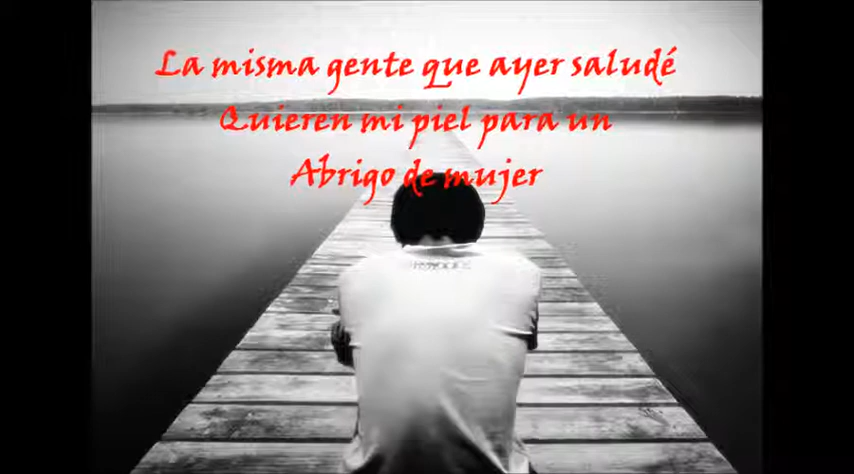 La misma gente que ayer saludé
Quieren mi piel para un
Abrigo de mujer